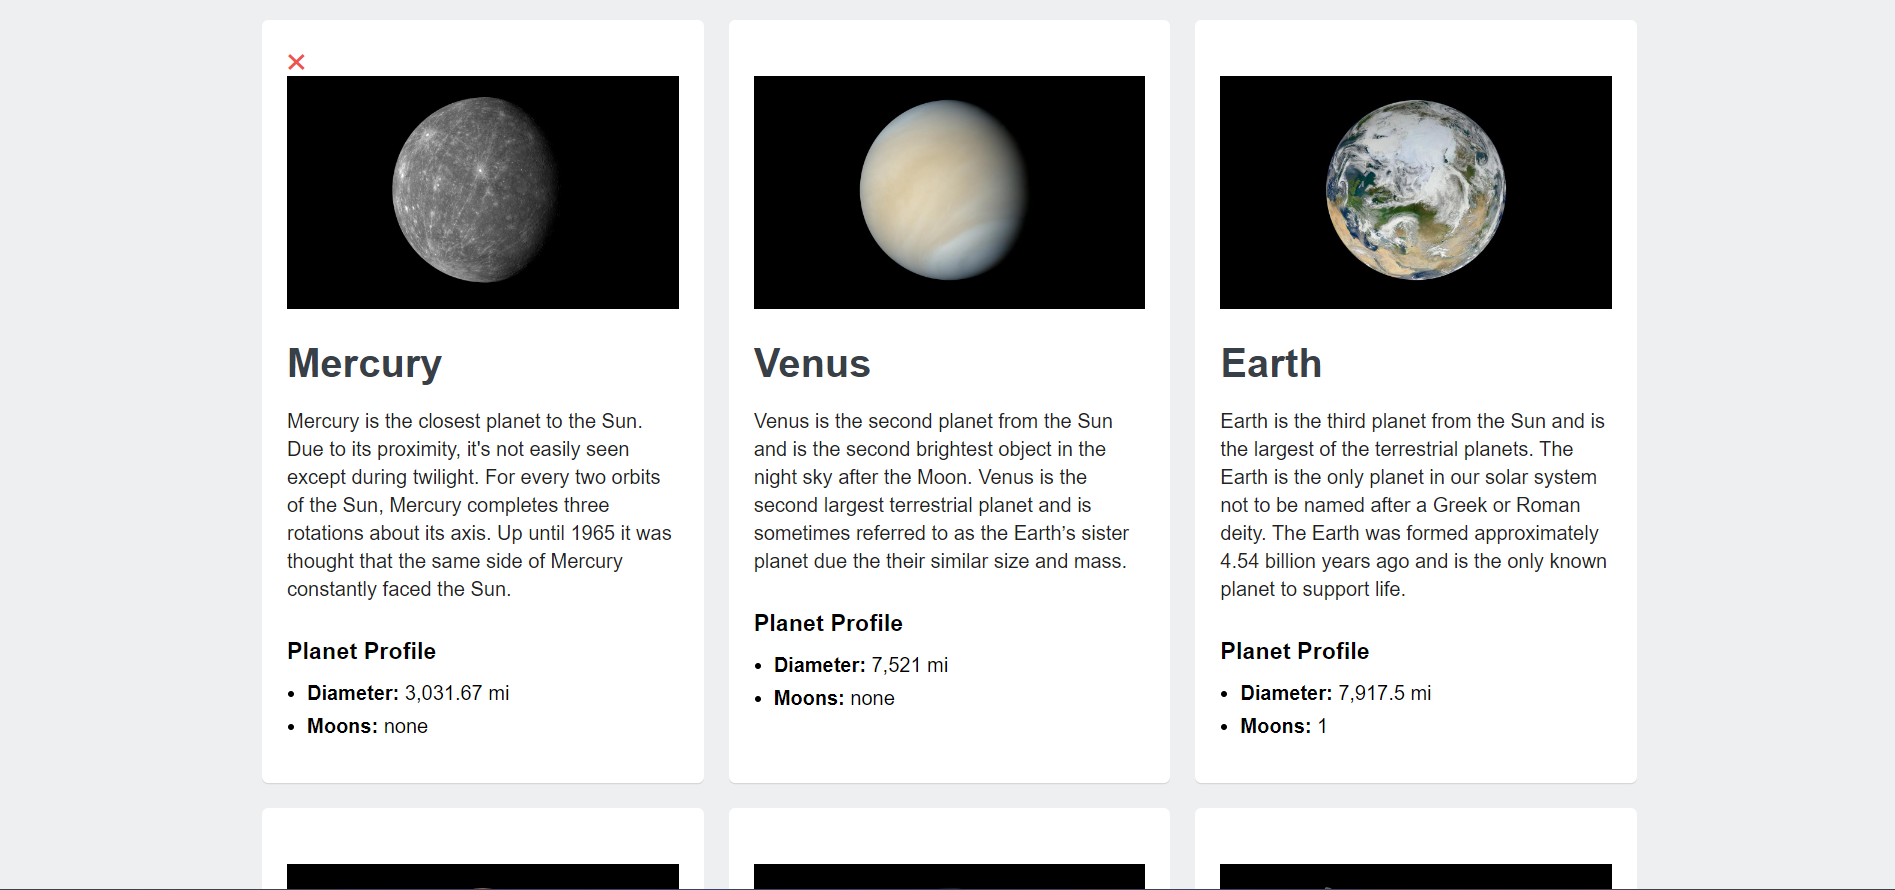 Mercury
Mercury is the closest planet to the Sun.
Due to its proximity, it's not easily seen
except during twilight. For every two orbits
of the Sun, Mercury completes three
rotations about its axis. Up until 1965 it was
thought that the same side of Mercury
constantly faced the Sun.
Planet Profile
• Diameter: 3,031.67 mi
• Moons: none
Venus
Venus is the second planet from the Sun
and is the second brightest object in the
night sky after the Moon. Venus is the
second largest terrestrial planet and is
sometimes referred to as the Earth's sister
planet due the their similar size and mass.
Planet Profile
• Diameter: 7,521 mi
• Moons: none
Earth
Earth is the third planet from the Sun and is
the largest of the terrestrial planets. The
Earth is the only planet in our solar system
not to be named after a Greek or Roman
deity. The Earth was formed approximately
4.54 billion years ago and is the only known
planet to support life.
Planet Profile
• Diameter: 7,917.5 mi
• Moons: 1